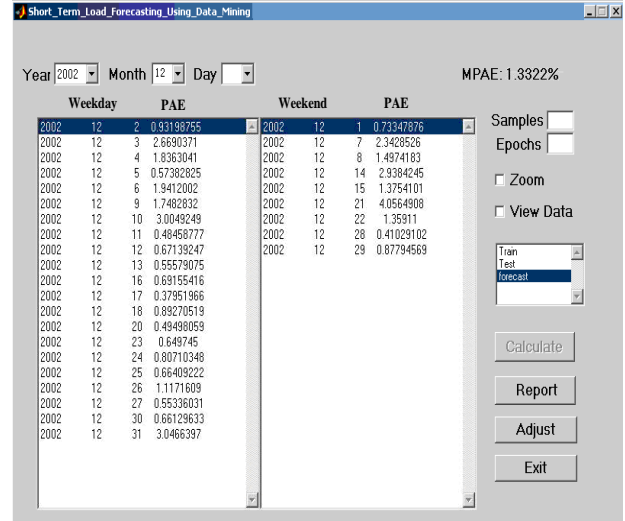 Short_Term_Load_Forecasting_Using_Data_Mining
Year 2002 Month 12 Day
MPAE: 1.3322%
Weekday PAE
2002 12 2 0.93198755
2002 12 3 2.6690371
2002 12 4 1.8363041
2002 12 5 0.57382825
2002 12 6 1.9412002
2002 12 9 1.7482832
2002 12 10 3.0049249
2002 12 11 0.48458777
2002 12 12 0.67139247
2002 12 13 0.55579075
2002 12 16 0.69155416
2002 12 17 0.37951966
2002 12 18 0.89270519
2002 12 20 0.49498059
2002 12 23 0.649745
2002 12 24 0.80710348
2002 12 25 0.66409222
2002 12 26 1.1171609
2002 12 27 0.55336031
2002 12 30 0.66129633
2002 12 31 3.0466397
Weekend PAE
2002 12 1 0.73347876
2002 12 7 2.3428526
2002 12 8 1.4974183
2002 12 14 2.9384245
2002 12 15 1.3754101
2002 12 21 4.0564908
2002 12 22 1.35911
2002 12 28 0.41029102
2002 12 29 0.87794569
Samples
Epochs
Zoom
View Data
Train
Test
forecast
Calculate
Report
Adjust
Exit